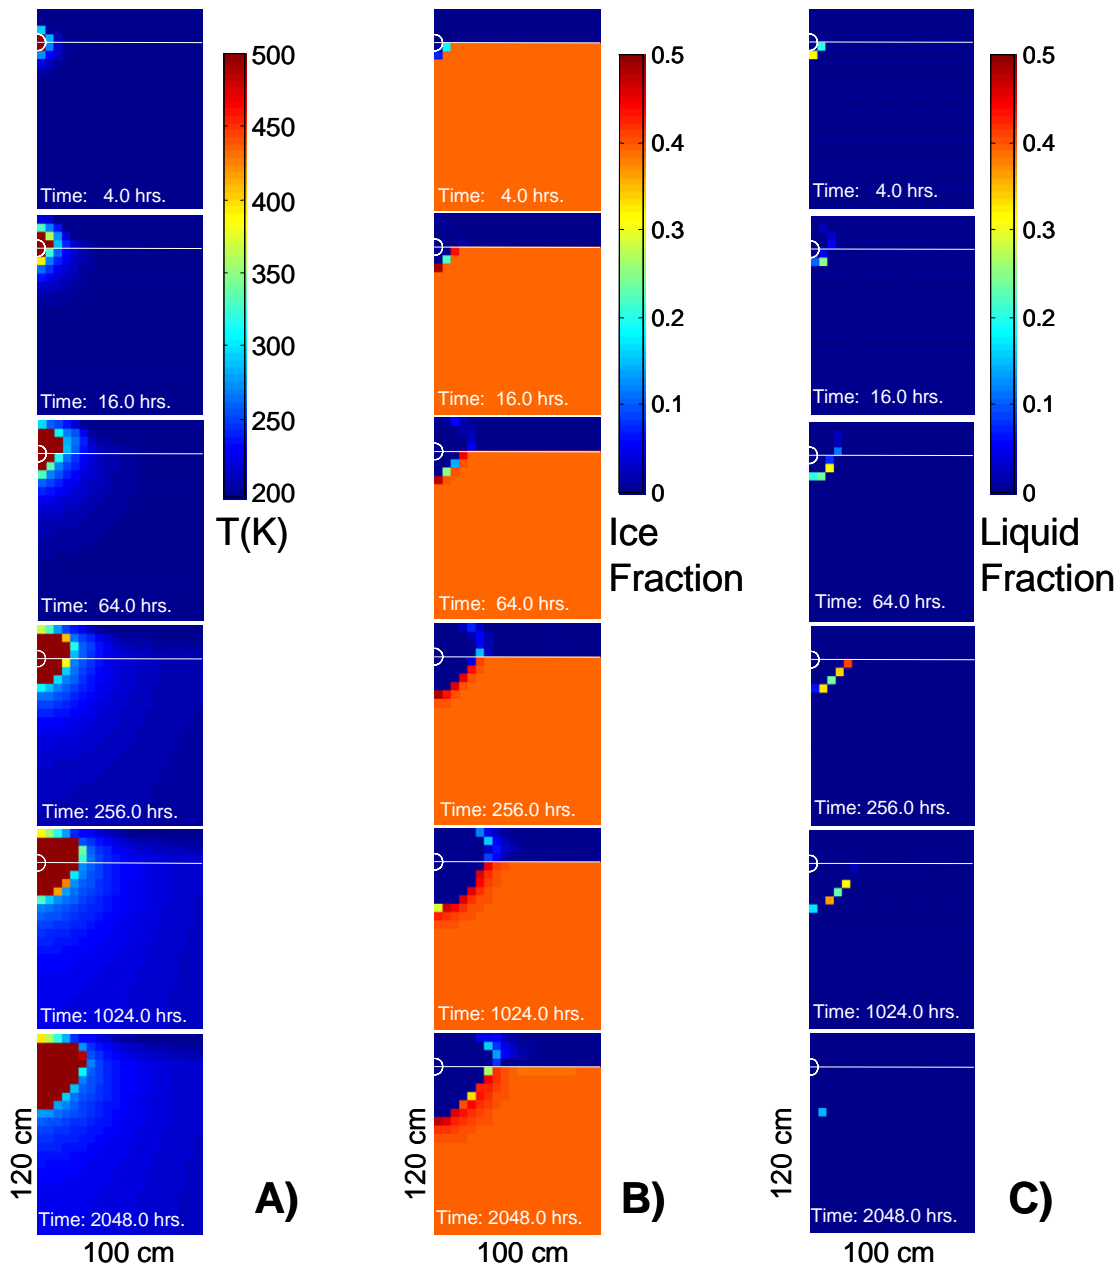 500
450
400
350
300
250
200
T(K)
Time: 4.0 hrs.
Time: 16.0 hrs.
Time: 64.0 hrs.
Time: 256.0 hrs.
Time: 1024.0 hrs.
Time: 2048.0 hrs.
120 cm
100 cm
A)
0.5
0.4
0.3
0.2
0.1
0
Ice
Fraction
Time: 4.0 hrs.
Time: 16.0 hrs.
Time: 64.0 hrs.
Time: 256.0 hrs.
Time: 1024.0 hrs.
Time: 2048.0 hrs.
120 cm
100 cm
B)
0.5
0.4
0.3
0.2
0.1
0
Liquid
Fraction
Time: 4.0 hrs.
Time: 16.0 hrs.
Time: 64.0 hrs.
Time: 256.0 hrs.
Time: 1024.0 hrs.
Time: 2048.0 hrs.
120 cm
100 cm
C)